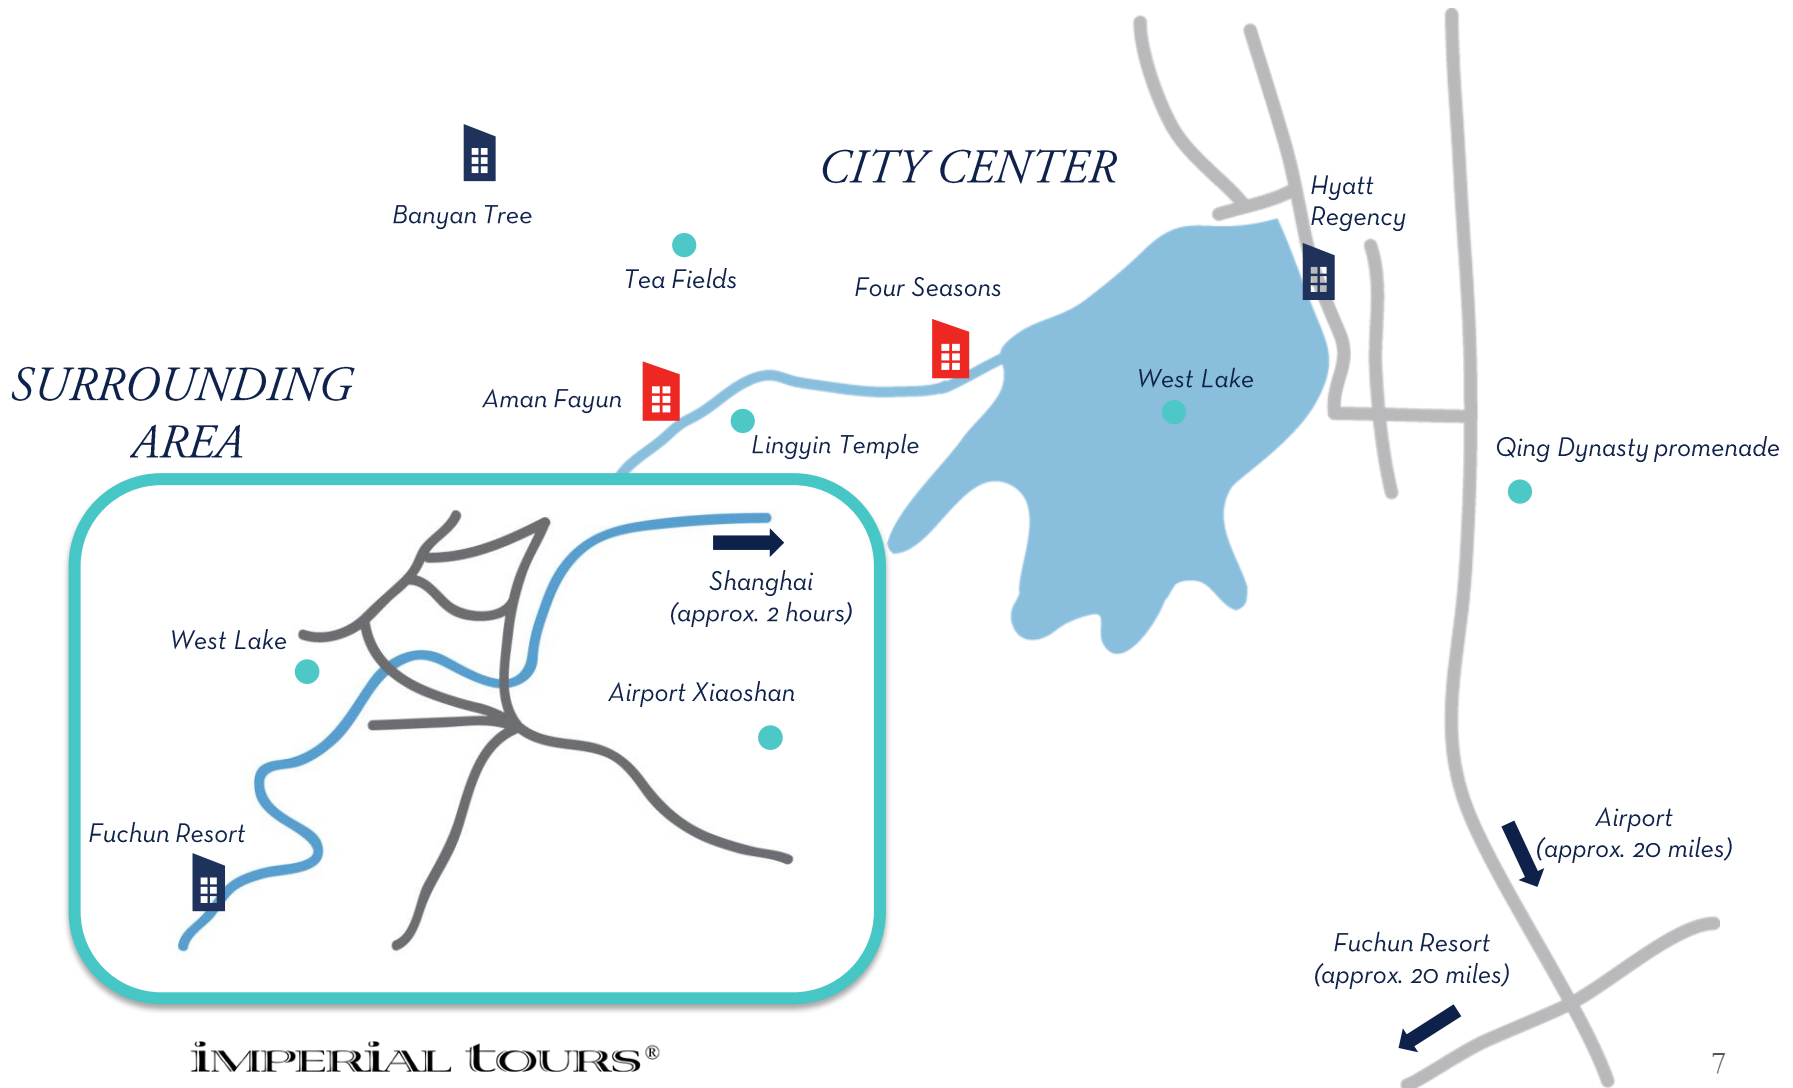 CITY CENTER
Hyatt
Regency
Banyan Tree
Tea Fields
Four Seasons
SURROUNDING
AREA
Aman Fayun
Lingyin Temple
West Lake
Qing Dynasty promenade
Shanghai
(approx. 2 hours)
West Lake
Airport Xiaoshan
Fuchun Resort
Airport
(approx. 20 miles)
Fuchun Resort
(approx. 20 miles)
iMPERiAL tOURS®
7